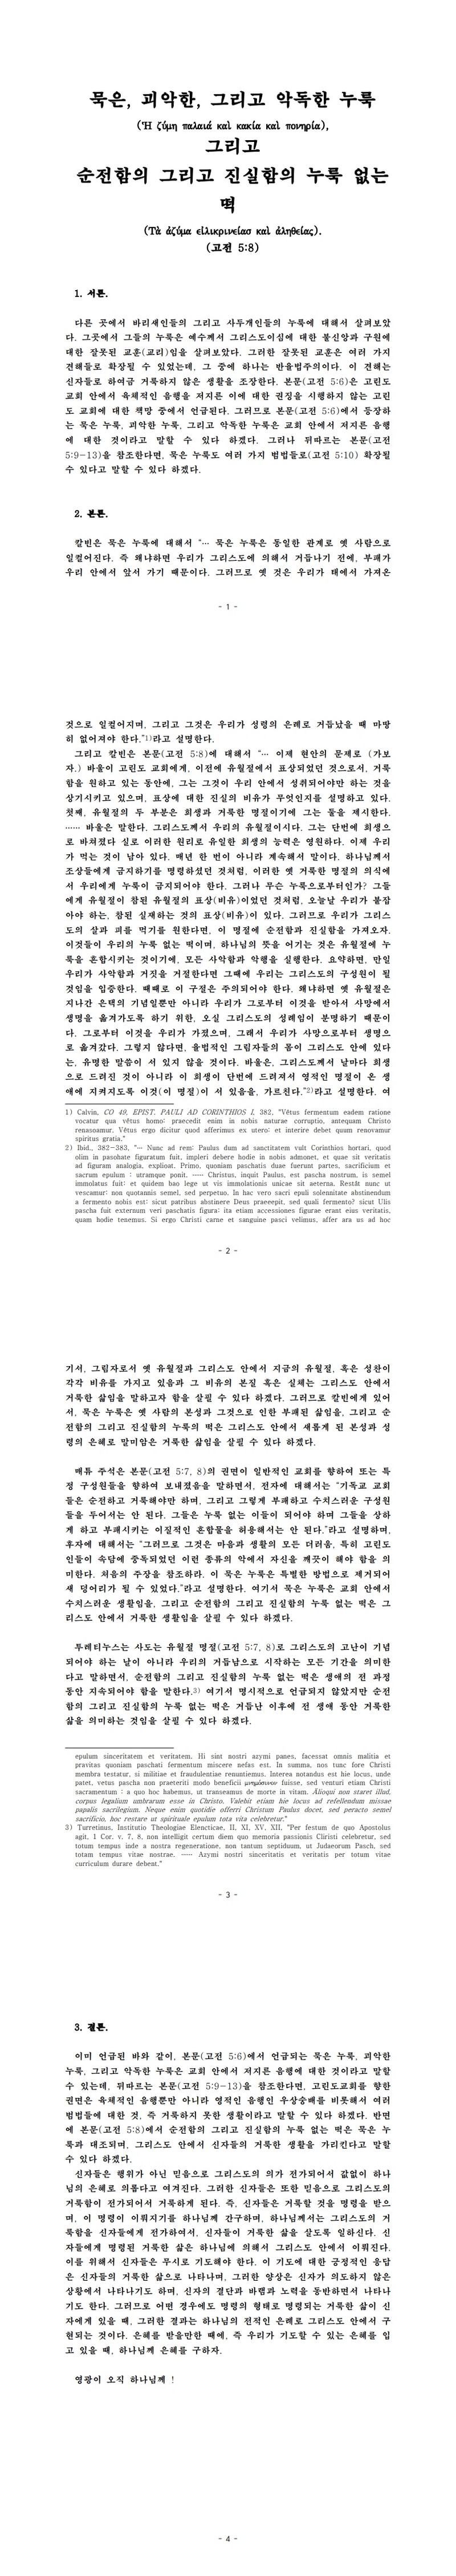 묵은, 괴악한, 그리고 악독한 누룩
(Ἡ ζύμη παλαιά καὶ κακία καὶ πονηρία),
그리고
순전함의 그리고 진실함의 누룩 없는
떡
(Τὰ ἀζύμα εἰλικρινείασ καὶ ἀληθείας).
(고전 5:8)
1. 서론.
다른 곳에서 바리새인들의 그리고 사두개인들의 누룩에 대해서 살펴보았
다. 그곳에서 그들의 누룩은 예수께서 그리스도이심에 대한 불신앙과 구원에
대한 잘못된 교훈(교리)임을 살펴보았다. 그러한 잘못된 교훈은 여러 가지
견해들로 확장될 수 있었는데, 그 중에 하나는 반율법주의이다. 이 견해는
신자들로 하여금 거룩하지 않은 생활을 조장한다. 본문(고전 5:6)은 고린도
교회 안에서 육체적인 음행을 저지른 이에 대한 권징을 시행하지 않는 고린
도 교회에 대한 책망 중에서 언급된다. 그러므로 본문(고전 5:6)에서 등장하
는 묵은 누룩, 괴악한 누룩, 그리고 악독한 누룩은 교회 안에서 저지른 음행
에 대한 것이라고 말할 수 있다 하겠다. 그러나 뒤따르는 본문(고전
5:9-13)을 참조한다면, 묵은 누룩도 여러 가지 범법들로(고전 5:10) 확장될
수 있다고 말할 수 있다 하겠다.
2. 본론.
칼빈은 묵은 누룩에 대해서 “… 묵은 누룩은 동일한 관계로 옛 사람으로
일컬어진다. 즉 왜냐하면 우리가 그리스도에 의해서 거듭나기 전에, 부패가
우리 안에서 앞서 가기 때문이다. 그러므로 옛 것은 우리가 태에서 가져온
- 1 -
것으로 일컬어지며, 그리고 그것은 우리가 성령의 은례로 거듭났을 때 마땅
히 없어져야 한다.”1)라고 설명한다.
그리고 칼빈은 본문(고전 5:8)에 대해서 “… 이제 현안의 문제로 (가보
자.) 바울이 고린도 교회에게, 이전에 유월절에서 표상되었던 것으로서, 거룩
함을 원하고 있는 동안에, 그는 그것이 우리 안에서 성취되어야만 하는 것을
상기시키고 있으며, 표상에 대한 진실의 비유가 무엇인지를 설명하고 있다.
첫째, 유월절의 두 부분은 희생과 거룩한 명절이기에 그는 둘을 제시한다.
…… 바울은 말한다. 그리스도께서 우리의 유월절이시다. 그는 단번에 희생으
로 바쳐졌다 실로 이러한 원리로 유일한 희생의 능력은 영원하다. 이제 우리
가 먹는 것이 남아 있다. 매년 한 번이 아니라 계속해서 말이다. 하나님께서
조상들에게 금지하기를 명령하셨던 것처럼, 이러한 옛 거룩한 명절의 의식에
서 우리에게 누룩이 금지되어야 한다. 그러나 무슨 누룩으로부터인가? 그들
에게 유월절이 참된 유월절의 표상(비유)이었던 것처럼, 오늘날 우리가 붙잡
아야 하는, 참된 실재하는 것의 표상(비유)이 있다. 그러므로 우리가 그리스
도의 살과 피를 먹기를 원한다면, 이 명절에 순전함과 진실함을 가져오자.
이것들이 우리의 누룩 없는 떡이며, 하나님의 뜻을 어기는 것은 유월절에 누
룩을 혼합시키는 것이기에, 모든 사악함과 악행을 실행한다. 요약하면, 만일
우리가 사악함과 거짓을 거절한다면 그때에 우리는 그리스도의 구성원이 될
것임을 입증한다. 때때로 이 구절은 주의되어야 한다. 왜냐하면 옛 유월절은
지나간 은택의 기념일뿐만 아니라 우리가 그로부터 이것을 받아서 사망에서
생명을 옮겨가도록 하기 위한, 오실 그리스도의 성례임이 분명하기 때문이
다. 그로부터 이것을 우리가 가졌으며, 그래서 우리가 사망으로부터 생명으
로 옮겨갔다. 그렇지 않다면, 율법적인 그림자들의 몸이 그리스도 안에 있다
는, 유명한 말씀이 서 있지 않을 것이다. 바울은, 그리스도께서 날마다 희생
으로 드려진 것이 아니라 이 희생이 단번에 드려져서 영적인 명절이 온 생
애에 지켜지도록 이것(이 명절)이 서 있음을, 가르친다.”2)라고 설명한다. 여
1) Calvin, CO 49, EPIST. PAULI AD CORINTHIOS I, 382, "Vêtus fermentum eadem ratione
vocatur qua vêtus homo: praecedit enim in nobis naturae corruptio, antequam Christo
renasoamur. Vêtus ergo dicitur quod afferimus ex utero: et interire debet quum renovamur
spiritus gratia."
2) Ibid., 382-383, "… Nunc ad rem: Paulus dum ad sanctitatem vult Corinthios hortari, quod
olim in pasohate figuratum fuit, impleri debere hodie in nobis admonet, et quae sit veritatis
ad figuram analogia, explioat. Primo, quoniam paschatis duae fuerunt partes, sacrificium et
sacrum epulum : utramque ponit. …… Christus, inquit Paulus, est pascha nostrum, is semel
immolatus fuit: et quidem bao lege ut vis immolationis unicae sit aeterna. Restât nunc ut
vescamur: non quotannis semel, sed perpetuo. In hac vero sacri epuli solennitate abstinendum
a fermento nobis est: sicut patribus abstinere Deus praeeepit, sed quali fermento? sicut Ulis
pascha fuit externum veri paschatis figura: ita etiam accessiones figurae erant eius veritatis,
quam hodie tenemus. Si ergo Christi carne et sanguine pasci velimus, affer ara us ad hoc
- 2 -
기서, 그림자로서 옛 유월절과 그리스도 안에서 지금의 유월절, 혹은 성찬이
각각 비유를 가지고 있음과 그 비유의 본질 혹은 실체는 그리스도 안에서
거룩한 삶임을 말하고자 함을 살필 수 있다 하겠다. 그러므로 칼빈에게 있어
서, 묵은 누룩은 옛 사람의 본성과 그것으로 인한 부패된 삶임을, 그리고 순
전함의 그리고 진실함의 누룩의 떡은 그리스도 안에서 새롭게 된 본성과 성
령의 은혜로 말미암은 거룩한 삶임을 살필 수 있다 하겠다.
매튜 주석은 본문(고전 5:7, 8)의 권면이 일반적인 교회를 향하여 또는 특
정 구성원들을 향하여 보내졌음을 말하면서, 전자에 대해서는 “기독교 교회
들은 순전하고 거룩해야만 하며, 그리고 그렇게 부패하고 수치스러운 구성원
들을 두어서는 안 된다. 그들은 누룩 없는 이들이 되어야 하며 그들을 상하
게 하고 부패시키는 이질적인 혼합물을 허용해서는 안 된다.”라고 설명하며,
후자에 대해서는 “그러므로 그것은 마음과 생활의 모든 더러움, 특히 고린도
인들이 속담에 중독되었던 이런 종류의 악에서 자신을 깨끗이 해야 함을 의
미한다. 처음의 주장을 참조하라. 이 묵은 누룩은 특별한 방법으로 제거되어
새 덩어리가 될 수 있었다.”라고 설명한다. 여기서 묵은 누룩은 교회 안에서
수치스러운 생활임을, 그리고 순전함의 그리고 진실함의 누룩 없는 떡은 그
리스도 안에서 거룩한 생활임을 살필 수 있다 하겠다.
투레티누스는 사도는 유월절 명절(고전 5:7, 8)로 그리스도의 고난이 기념
되어야 하는 날이 아니라 우리의 거듭남으로 시작하는 모든 기간을 의미한
다고 말하면서, 순전함의 그리고 진실함의 누룩 없는 떡은 생애의 전 과정
동안 지속되어야 함을 말한다.3) 여기서 명시적으로 언급되지 않았지만 순전
함의 그리고 진실함의 누룩 없는 떡은 거듭난 이후에 전 생애 동안 거룩한
삶을 의미하는 것임을 살필 수 있다 하겠다.
epulum sinceritatem et veritatem. Hi sint nostri azymi panes, facessat omnis malitia et
pravitas quoniam paschati fermentum miscere nefas est. In summa, nos tunc fore Christi
membra testatur, si militiae et fraudulentiae renuntiemus. Interea notandus est hie locus, unde
patet, vetus pascha non praeteriti modo beneficii μνημόσυνον fuisse, sed venturi etiam Christi
sacramentum : a quo hoc habemus, ut transeamus de morte in vitam. Alioqui non staret illud,
corpus legalium umbrarum esse in Christo. Valebit etiam hie locus ad refellendum missae
papalis sacrilegium. Neque enim quotidie offerri Christum Paulus docet, sed peracto semel
sacrificio, hoc restare ut spirituale epulum tota vita celebretur."
3) Turretinus, Institutio Theologiae Elencticae, II, XI, XV, XII, "Per festum de quo Apostolus
agit, 1 Cor. v. 7, 8, non intelligit certum diem quo memoria passionis Cliristi celebretur, sed
totum tempus inde a nostra regeneratione, non tantum septiduum, ut Judaeorum Pasch, sed
totam tempus vitae nostrae. …… Azymi nostri sinceritatis et veritatis per totum vitae
curriculum durare debent."
- 3 -
3. 결론.
이미 언급된 바와 같이, 본문(고전 5:6)에서 언급되는 묵은 누룩, 괴악한
누룩, 그리고 악독한 누룩은 교회 안에서 저지른 음행에 대한 것이라고 말할
수 있는데, 뒤따르는 본문(고전 5:9-13)을 참조한다면, 고린도교회를 향한
권면은 육체적인 음행뿐만 아니라 영적인 음행인 우상숭배를 비롯해서 여러
범법들에 대한 것, 즉 거룩하지 못한 생활이라고 말할 수 있다 하겠다. 반면
에 본문(고전 5:8)에서 순전함의 그리고 진실함의 누룩 없는 떡은 묵은 누
룩과 대조되며, 그리스도 안에서 신자들의 거룩한 생활을 가리킨다고 말할
수 있다 하겠다.
신자들은 행위가 아닌 믿음으로 그리스도의 의가 전가되어서 값없이 하나
님의 은혜로 의롭다고 여겨진다. 그러한 신자들은 또한 믿음으로 그리스도의
거룩함이 전가되어서 거룩하게 된다. 즉, 신자들은 거룩할 것을 명령을 받으
며, 이 명령이 이뤄지기를 하나님께 간구하며, 하나님께서는 그리스도의 거
룩함을 신자들에게 전가하여서, 신자들이 거룩한 삶을 살도록 일하신다. 신
자들에게 명령된 거룩한 삶은 하나님에 의해서 그리스도 안에서 이뤄진다.
이를 위해서 신자들은 무시로 기도해야 한다. 이 기도에 대한 긍정적인 응답
은 신자들의 거룩한 삶으로 나타나며, 그러한 양상은 신자가 의도하지 않은
상황에서 나타나기도 하며, 신자의 결단과 바램과 노력을 동반하면서 나타나
기도 한다. 그러므로 어떤 경우에도 명령의 형태로 명령되는 거룩한 삶이 신
자에게 있을 때, 그러한 결과는 하나님의 전적인 은혜로 그리스도 안에서 구
현되는 것이다. 은혜를 받을만한 때에, 즉 우리가 기도할 수 있는 은혜를 입
고 있을 때, 하나님께 은혜를 구하자.
영광이 오직 하나님께 !
- 4 -